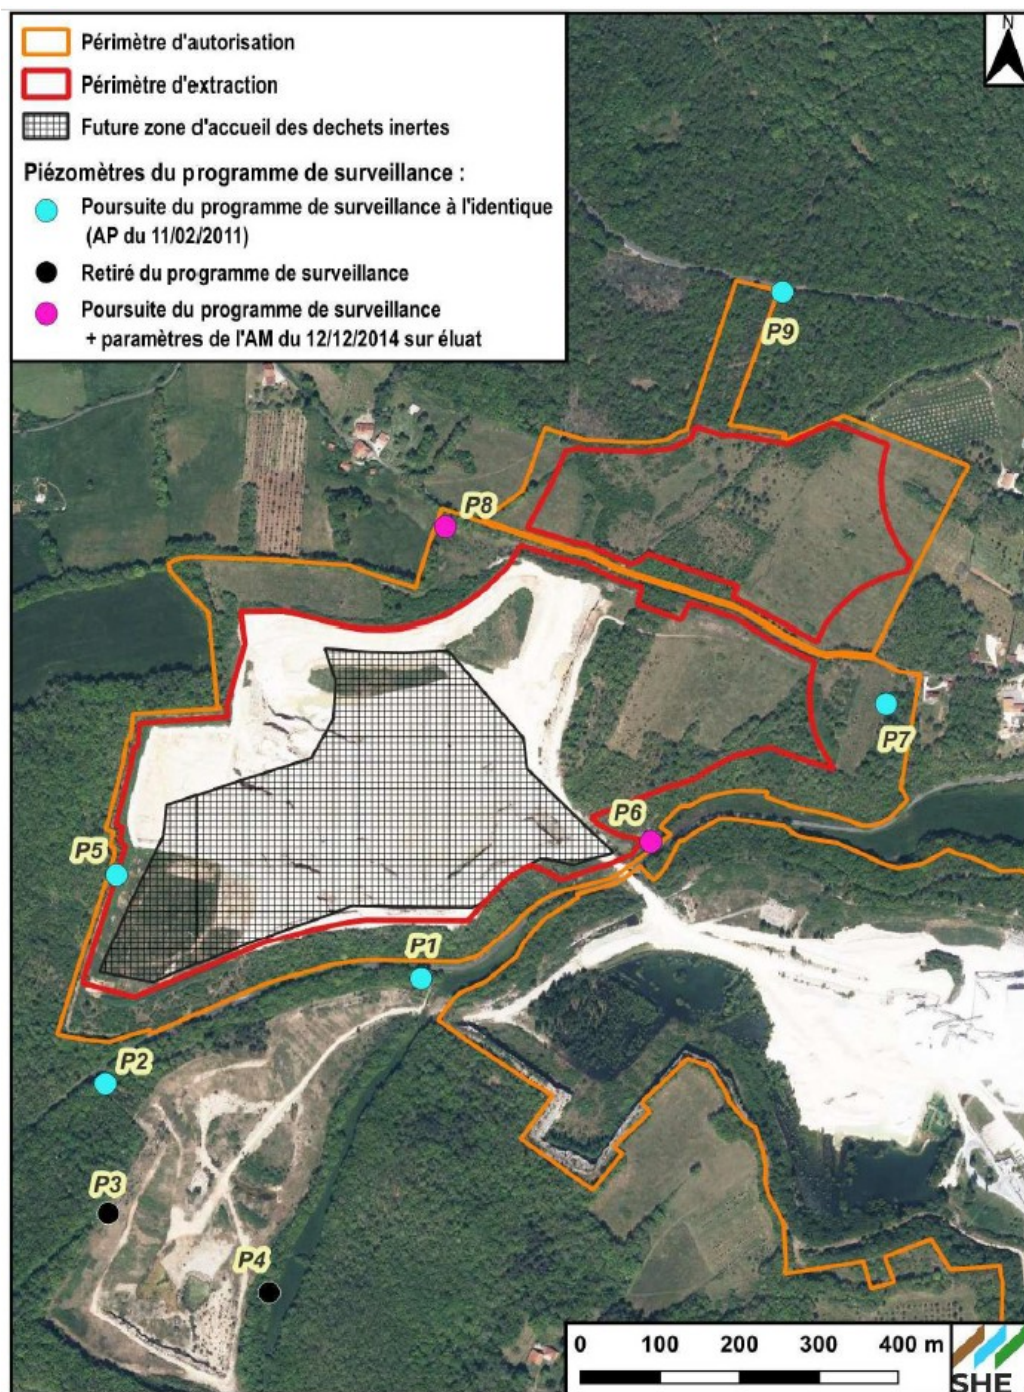 Périmètre d'autorisation
Périmètre d'extraction
Future zone d'accueil des dechets inertes
Piézomètres du programme de surveillance :
Poursuite du programme de surveillance à l'identique
(AP du 11/02/2011)
Retiré du programme de surveillance
Poursuite du programme de surveillance
+ paramètres de l'AM du 12/12/2014 sur éluat
N
P9
P8
P7
P6
P5
P1
P2
P3
P4
0 100 200 300 400 m
SHE